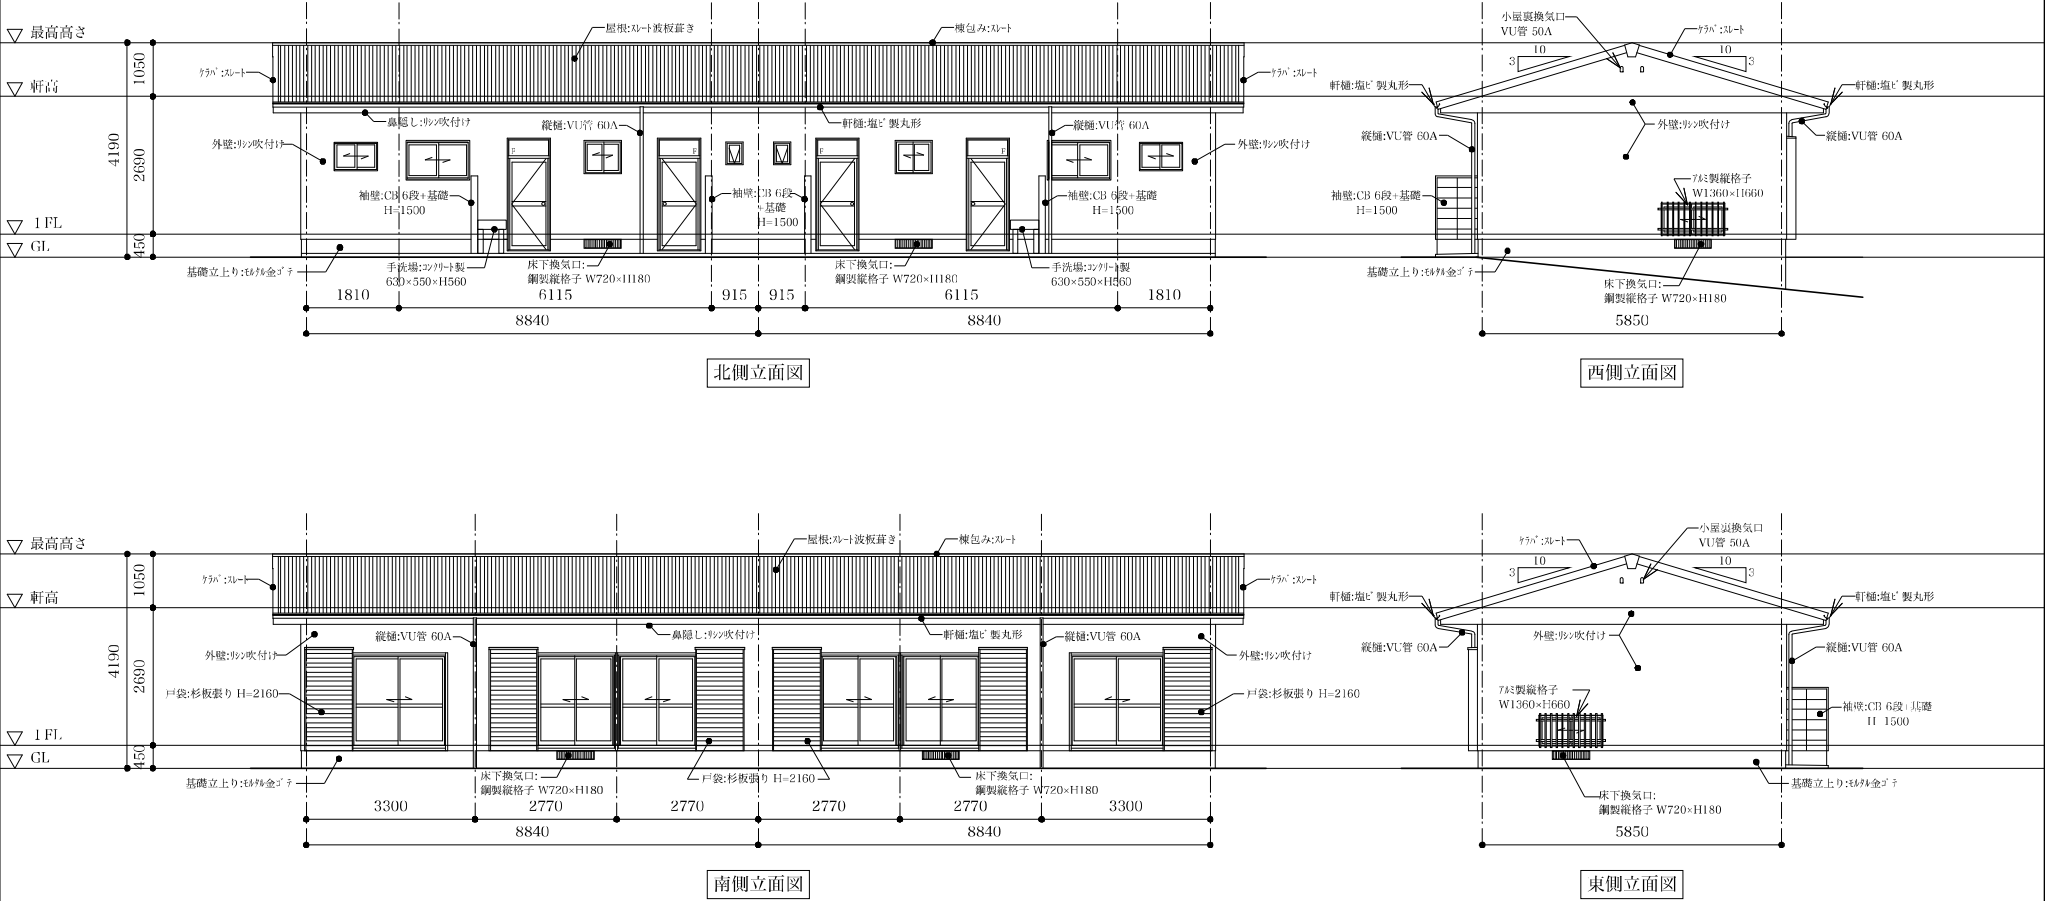 最高高さ
軒高
1FL
GL
1050
2690
450
4190
屋根:スレート波板葺き
棟包み:スレート
ケラバ:スレート
ケラバ:スレート
鼻隠し:リシン吹付け
縦樋:VU管 60A
軒樋:塩ビ製丸形
縦樋:VU管 60A
外壁:リシン吹付け
外壁:リシン吹付け
F
F
F
F
袖壁:CB 6段+基礎
H=1500
袖壁:CB 6段
+基礎
H=1500
袖壁:CB 6段+基礎
H=1500
基礎立上り:モルタル金ゴテ
手洗場:コンクリート製
630×550×H560
床下換気口:
鋼製縦格子 W720×H180
床下換気口:
鋼製縦格子 W720×H180
手洗場:コンクリート製
630×550×H560
1810
6115
915
915
6115
1810
8840
8840
北側立面図
小屋裏換気口
VU管 50A
ケラバ:スレート
10
3
10
3
軒樋:塩ビ製丸形
軒樋:塩ビ製丸形
縦樋:VU管 60A
外壁:リシン吹付け
縦樋:VU管 60A
アルミ製縦格子
W1360×H660
袖壁:CB 6段+基礎
H=1500
基礎立上り:モルタル金ゴテ
床下換気口:
鋼製縦格子 W720×H180
5850
西側立面図
最高高さ
軒高
1FL
GL
1050
2690
450
4190
屋根:スレート波板葺き
棟包み:スレート
ケラバ:スレート
ケラバ:スレート
縦樋:VU管 60A
鼻隠し:リシン吹付け
軒樋:塩ビ製丸形
縦樋:VU管 60A
外壁:リシン吹付け
外壁:リシン吹付け
戸袋:杉板張り H=2160
戸袋:杉板張り H=2160
基礎立上り:モルタル金ゴテ
床下換気口:
鋼製縦格子 W720×H180
戸袋:杉板張り H=2160
床下換気口:
鋼製縦格子 W720×H180
3300
2770
2770
2770
2770
3300
8840
8840
南側立面図
小屋裏換気口
VU管 50A
ケラバ:スレート
10
3
10
3
軒樋:塩ビ製丸形
軒樋:塩ビ製丸形
縦樋:VU管 60A
外壁:リシン吹付け
縦樋:VU管 60A
アルミ製縦格子
W1360×H660
袖壁:CB 6段+基礎
H=1500
基礎立上り:モルタル金ゴテ
床下換気口:
鋼製縦格子 W720×H180
5850
東側立面図